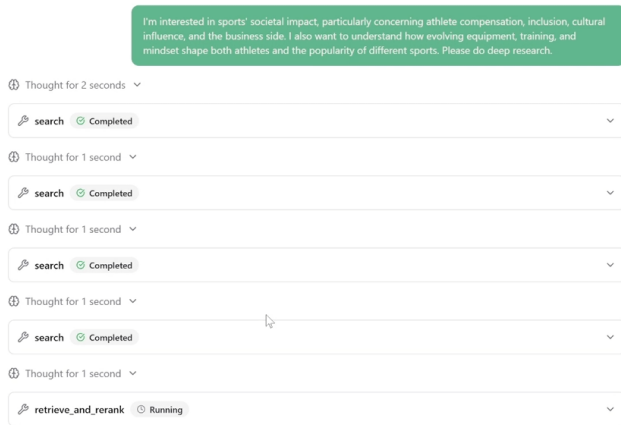 I'm interested in sports' societal impact, particularly concerning athlete compensation, inclusion, cultural
influence, and the business side. I also want to understand how evolving equipment, training, and
mindset shape both athletes and the popularity of different sports. Please do deep research.
Thought for 2 seconds
search Completed
Thought for 1 second
search Completed
Thought for 1 second
search Completed
Thought for 1 second
search Completed
Thought for 1 second
retrieve_and_rerank Running